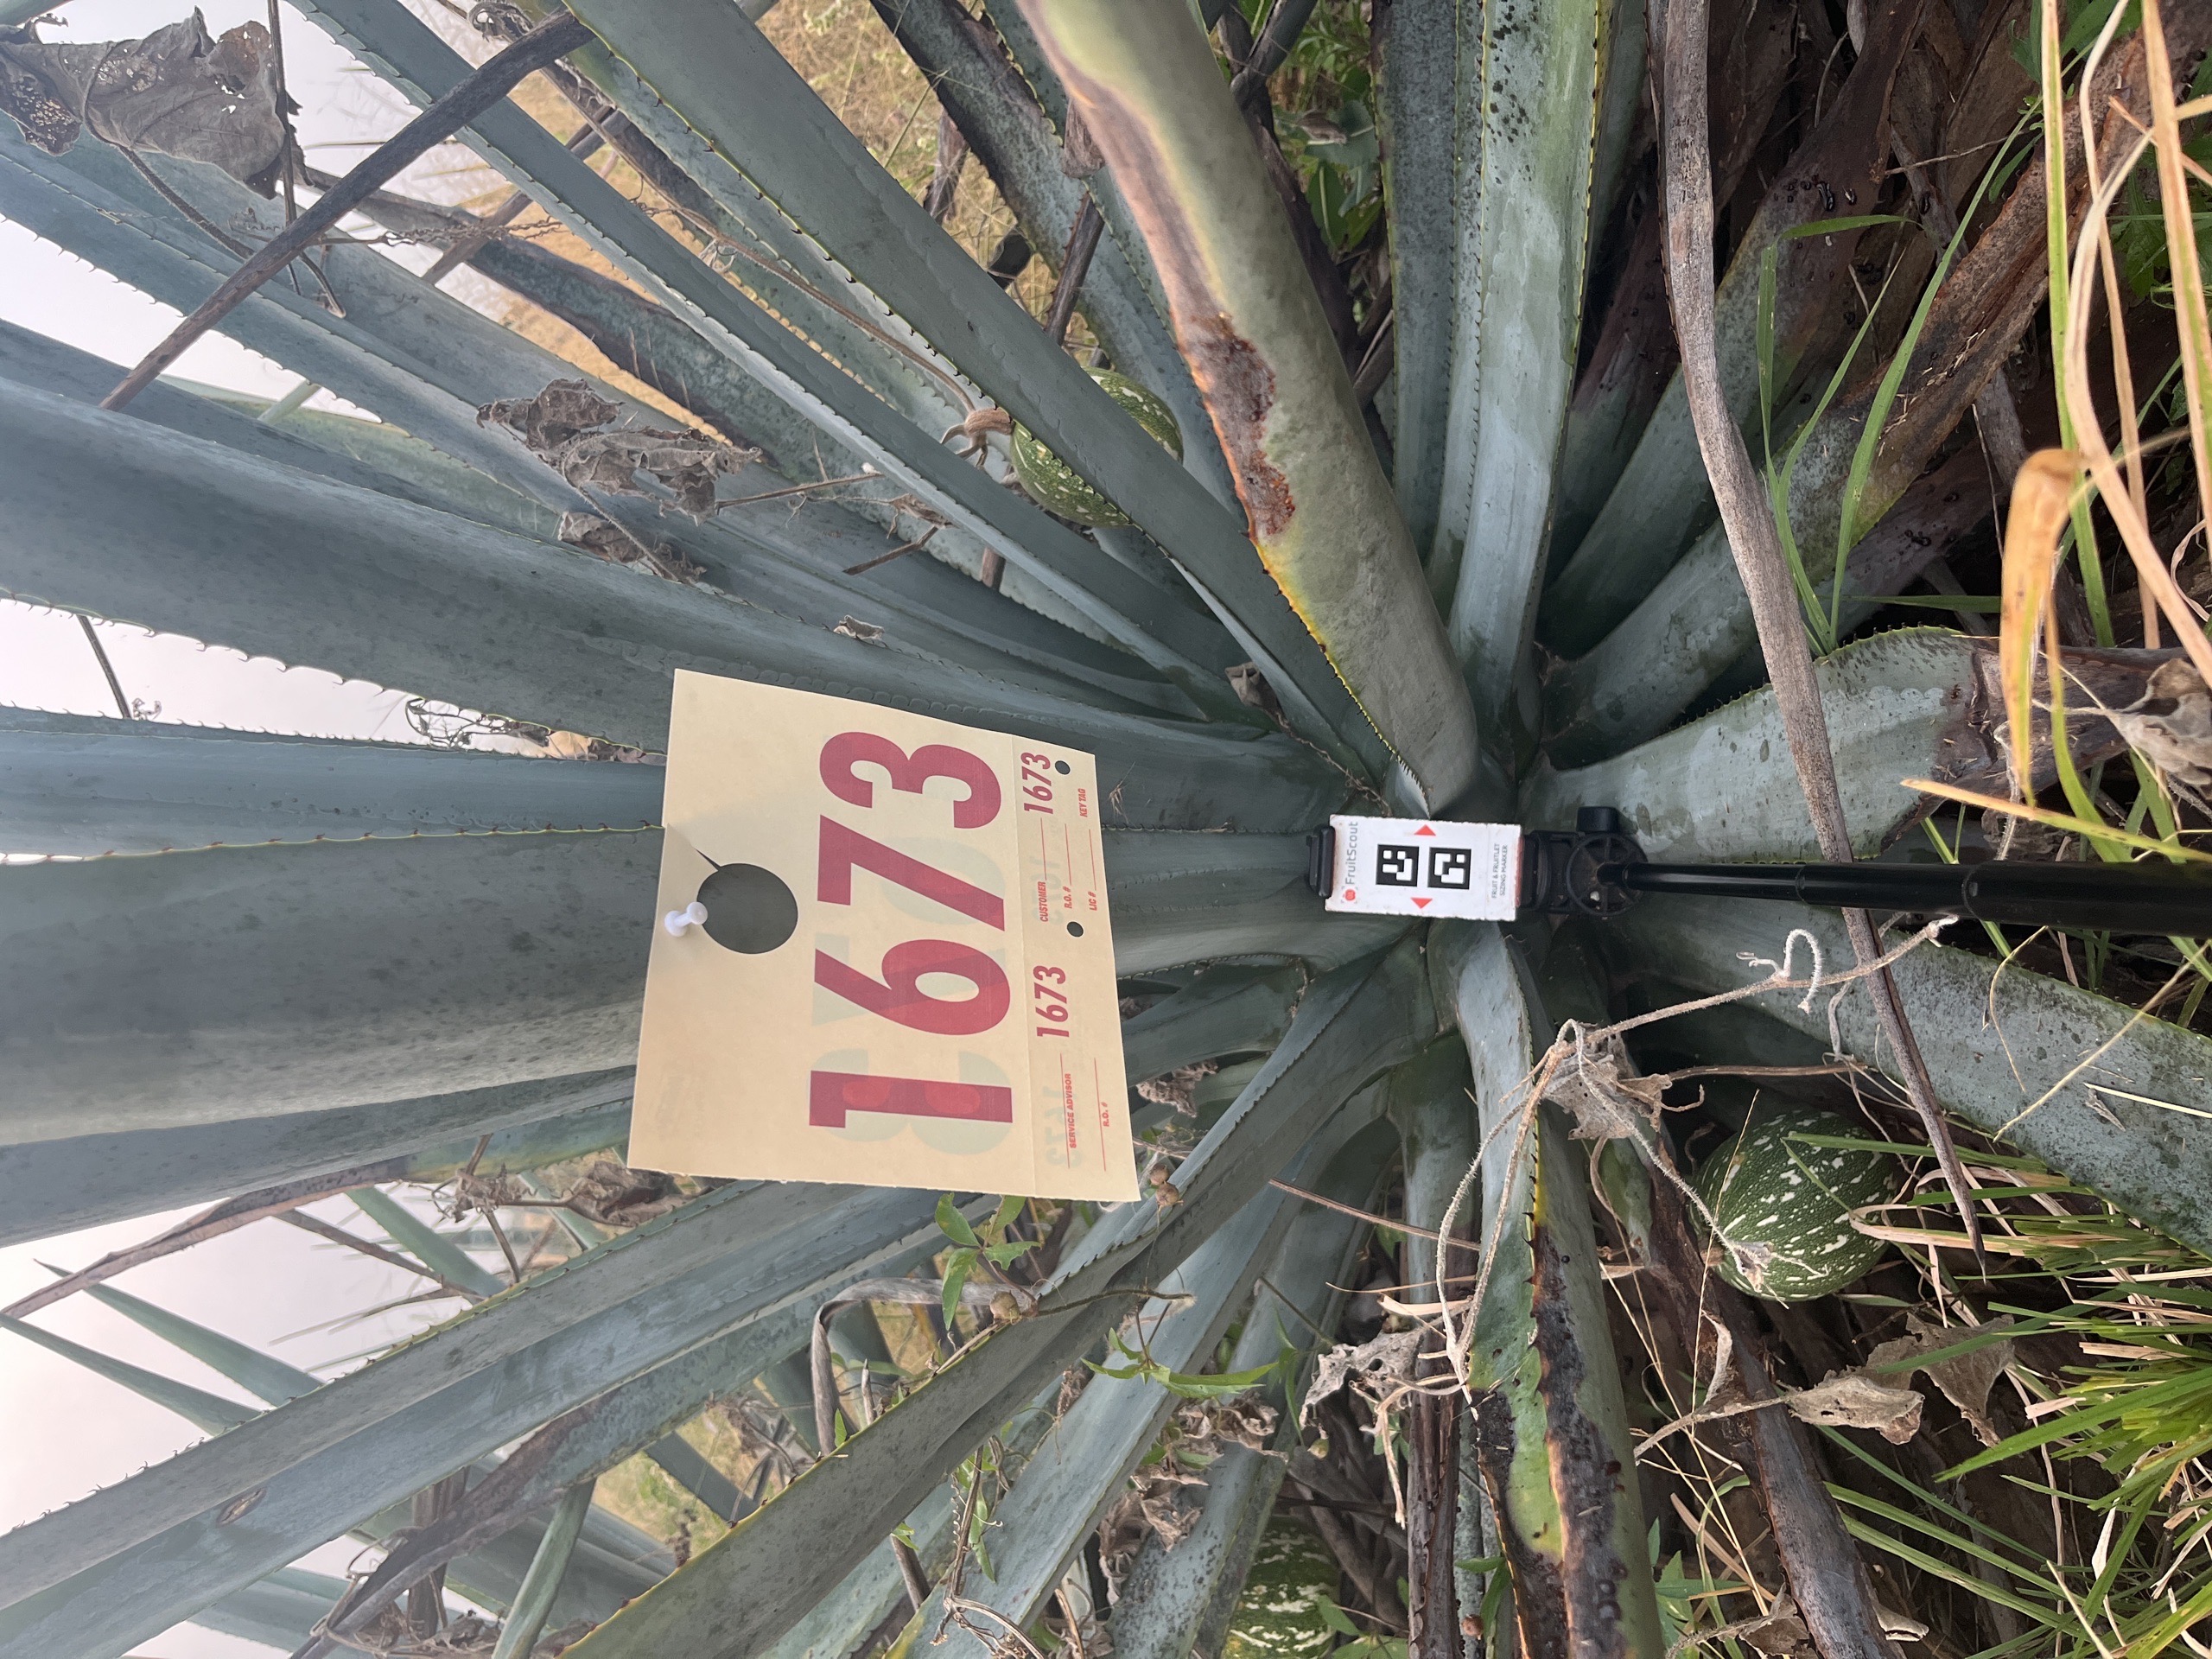 1673
SERVICE ADVISOR 1673
R.O. #
CUSTOMER 1673
R.O. #
KEY TAG
LIC #
FruitScout
FRUIT & FRUITLET
SIZING MARKER